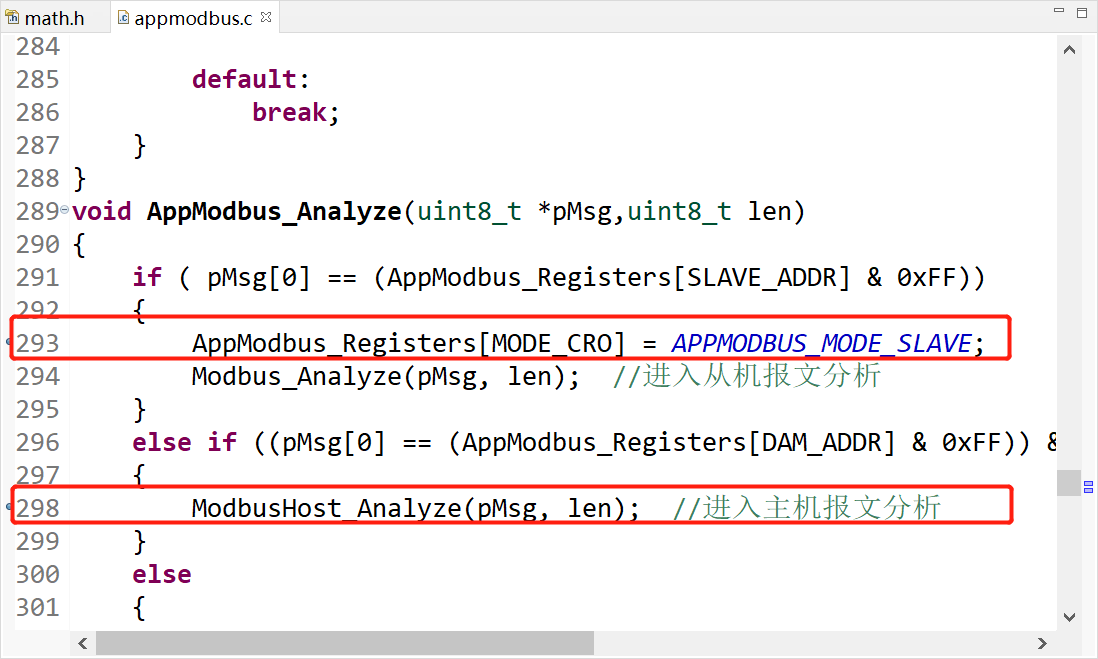 math.h appmodbus.c
284
285 default:
286 break;
287 }
288 }
289 void AppModbus_Analyze(uint8_t *pMsg,uint8_t len)
290 {
291 if ( pMsg[0] == (AppModbus_Registers[SLAVE_ADDR] & 0xFF))
292 {
293 AppModbus_Registers[MODE_CRO] = APPMODBUS_MODE_SLAVE;
294 Modbus_Analyze(pMsg, len); //进入从机报文分析
295 }
296 else if ((pMsg[0] == (AppModbus_Registers[DAM_ADDR] & 0xFF)) &
297 {
298 ModbusHost_Analyze(pMsg, len); //进入主机报文分析
299 }
300 else
301 {